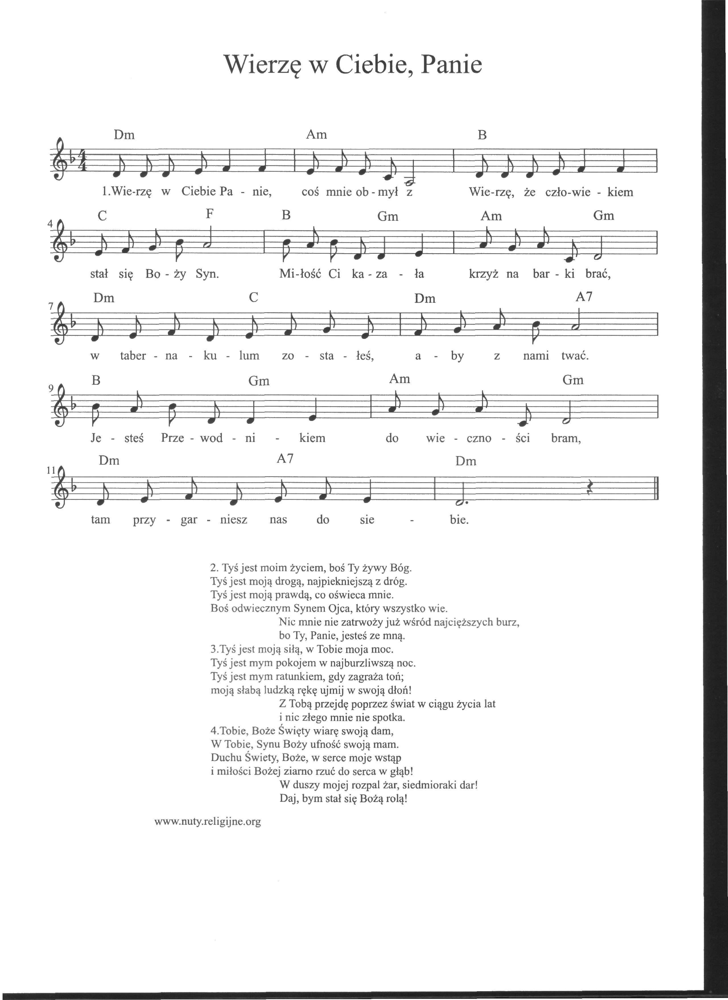 Wierzę w Ciebie, Panie
Dm Am B
4
4
1.Wie-rzę w Ciebie Pa - nie, coś mnie ob - mył z Wie-rzę, że czło-wie - kiem
4 C F B Gm Am Gm
stał się Bo - ży Syn. Mi-łość Ci ka - za - ła krzyż na bar - ki brać,
7 Dm C Dm A7
w taber - na - ku - lum zo - sta - łeś, a - by z nami twać.
9 B Gm Am Gm
Je - steś Prze - wod - ni - kiem do wie - czno - ści bram,
11 Dm A7 Dm
tam przy - gar - niesz nas do sie - bie.
2. Tyś jest moim życiem, boś Ty żywy Bóg.
Tyś jest moją drogą, najpiekniejszą z dróg.
Tyś jest moją prawdą, co oświeca mnie.
Boś odwiecznym Synem Ojca, który wszystko wie.
Nic mnie nie zatrwoży już wśród najcięższych burz,
bo Ty, Panie, jesteś ze mną.
3.Tyś jest moją siłą, w Tobie moja moc.
Tyś jest mym pokojem w najburzliwszą noc.
Tyś jest mym ratunkiem, gdy zagraża toń;
moją słabą ludzką rękę ujmij w swoją dłoń!
Z Tobą przejdę poprzez świat w ciągu życia lat
i nic złego mnie nie spotka.
4.Tobie, Boże Święty wiarę swoją dam,
W Tobie, Synu Boży ufność swoją mam.
Duchu Świety, Boże, w serce moje wstąp
i miłości Bożej ziarno rzuć do serca w głąb!
W duszy mojej rozpal żar, siedmioraki dar!
Daj, bym stał się Bożą rolą!
www.nuty.religijne.org